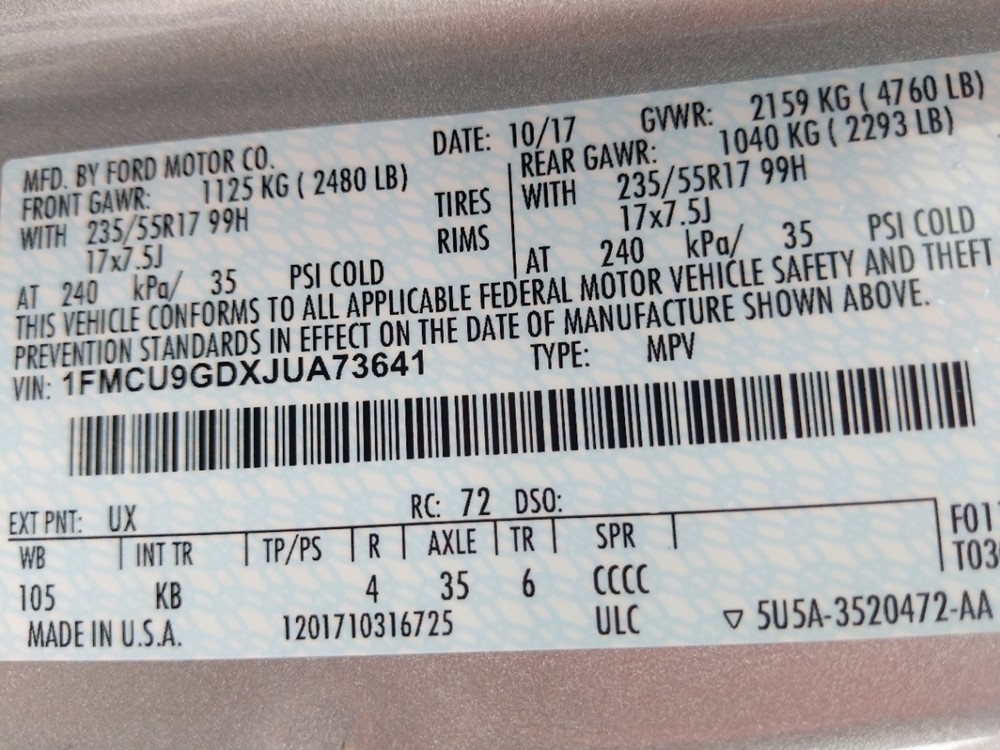 MFD. BY FORD MOTOR CO. DATE: 10/17 GVWR: 2159 KG ( 4760 LB)
FRONT GAWR: 1125 KG ( 2480 LB) REAR GAWR: 1040 KG ( 2293 LB)
WITH 235/55R17 99H TIRES WITH 235/55R17 99H
17x7.5J RIMS 17x7.5J
AT 240 kPa/ 35 PSI COLD AT 240 kPa/ 35 PSI COLD
THIS VEHICLE CONFORMS TO ALL APPLICABLE FEDERAL MOTOR VEHICLE SAFETY AND THEFT
PREVENTION STANDARDS IN EFFECT ON THE DATE OF MANUFACTURE SHOWN ABOVE.
VIN: 1FMCU9GDXJUA73641 TYPE: MPV
EXT PNT: UX RC: 72 DSO:
WB INT TR TP/PS R AXLE TR SPR
105 KB 4 35 6 CCCC
MADE IN U.S.A. 1201710316725 ULC ▽ 5U5A-3520472-AA